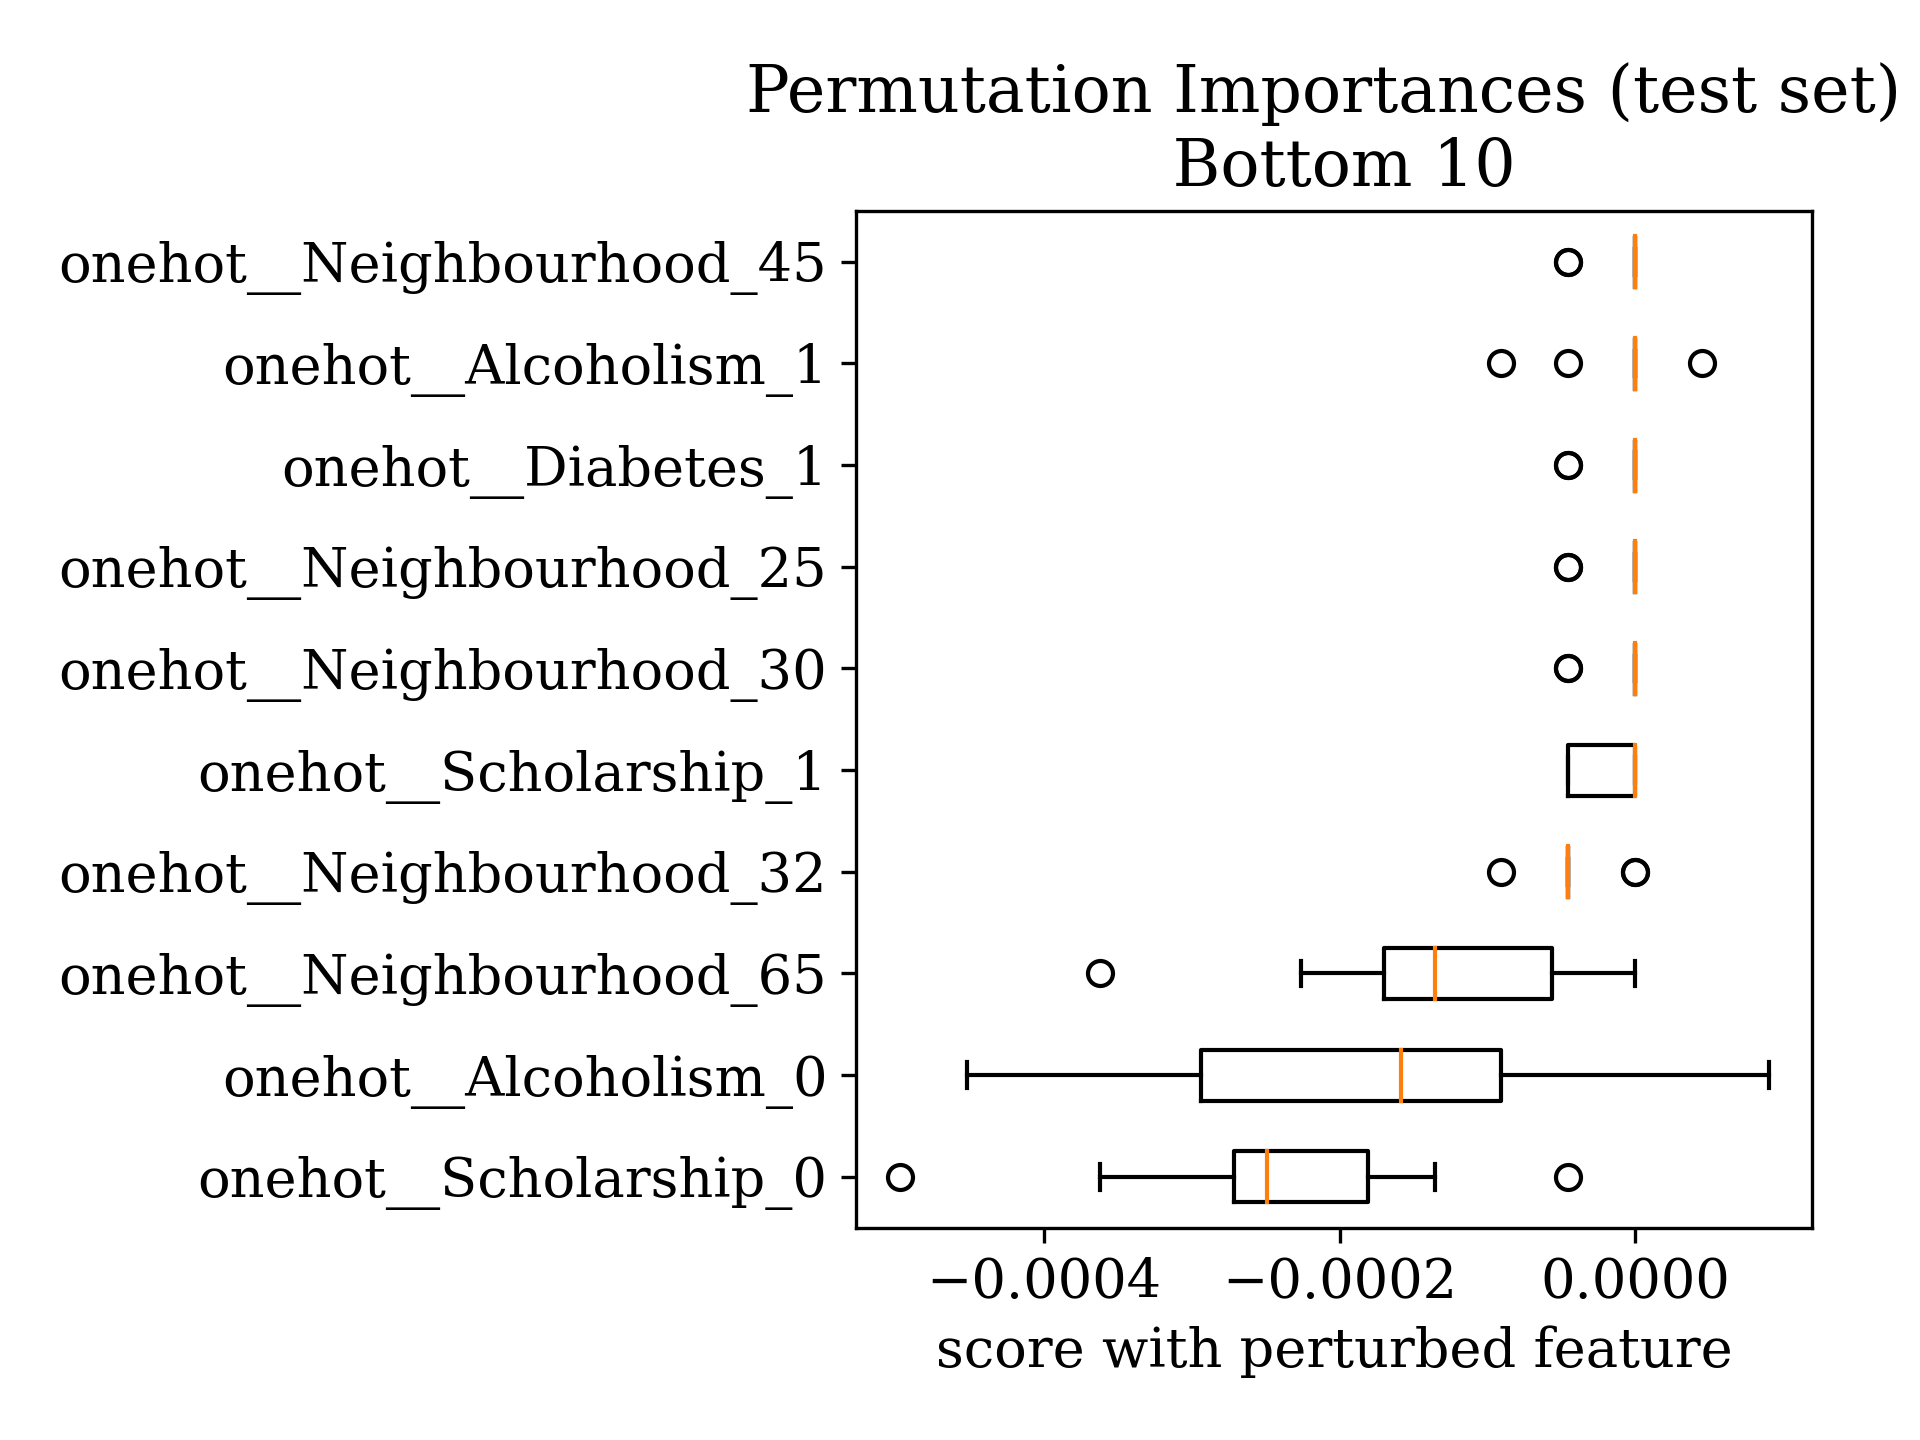 Permutation Importances (test set)
Bottom 10
onehot__Neighbourhood_45
onehot__Alcoholism_1
onehot__Diabetes_1
onehot__Neighbourhood_25
onehot__Neighbourhood_30
onehot__Scholarship_1
onehot__Neighbourhood_32
onehot__Neighbourhood_65
onehot__Alcoholism_0
onehot__Scholarship_0
−0.0004 −0.0002 0.0000
score with perturbed feature